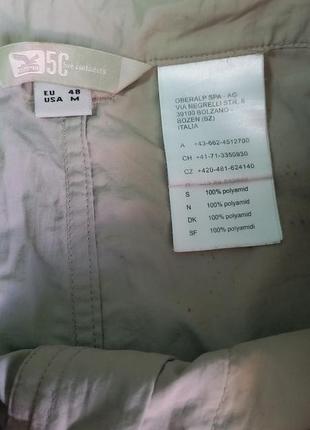 5C
EU 48
USA M
OBERALP SPA - AG
VIA NEGRELLI STR. 6
39100 BOLZANO -
BOZEN (BZ)
ITALIA
A +43-662-4512700
CH +41-71-3350930
CZ +420-481-624140
S 100% polyamid
N 100% polyamid
DK 100% polyamid
SF 100% polyamidi